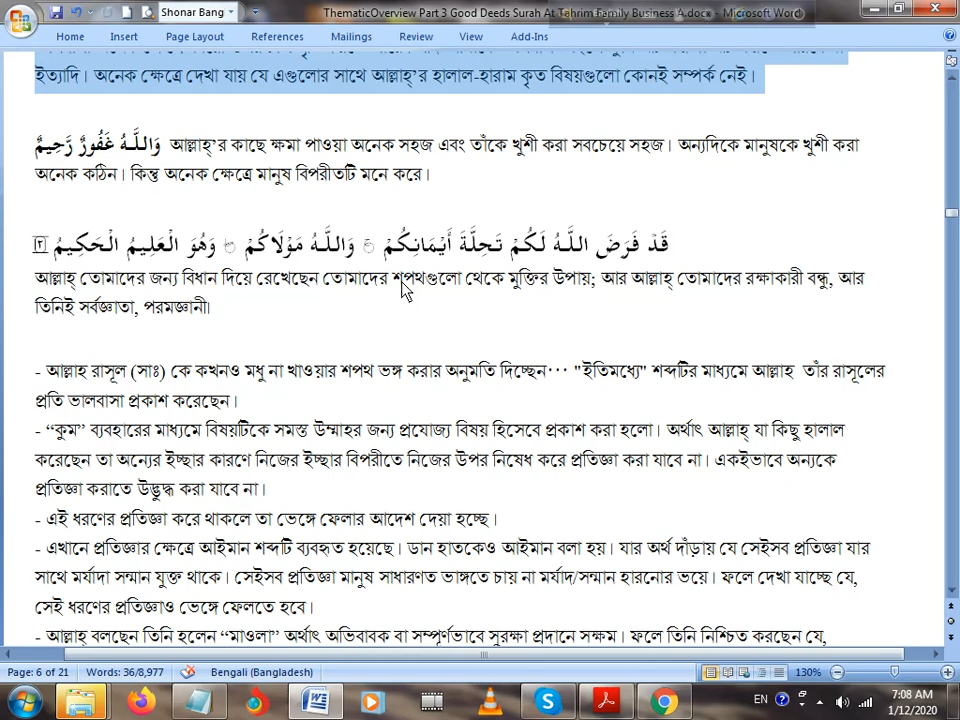 Shonar Bang
ThematicOverview Part 3 Good Deeds Surah At Tahrim Family Business A.docx - Microsoft Word
Home Insert Page Layout References Mailings Review View Add-Ins
ইত্যাদি। অনেক ক্ষেত্রে দেখা যায় যে এগুলোর সাথে আল্লাহ্’র হালাল-হারাম কৃত বিষয়গুলো কোনই সম্পর্ক নেই।
وَاللَّـهُ غَفُورٌ رَّحِيمٌ আল্লাহ্’র কাছে ক্ষমা পাওয়া অনেক সহজ এবং তাঁকে খুশী করা সবচেয়ে সহজ। অন্যদিকে মানুষকে খুশী করা
অনেক কঠিন। কিন্তু অনেক ক্ষেত্রে মানুষ বিপরীতটি মনে করে।
قَدْ فَرَضَ اللَّـهُ لَكُمْ تَحِلَّةَ أَيْمَانِكُمْ ۚ وَاللَّـهُ مَوْلَاكُمْ ۖ وَهُوَ الْعَلِيمُ الْحَكِيمُ ﴿٢﴾
আল্লাহ্ তোমাদের জন্য বিধান দিয়ে রেখেছেন তোমাদের শপথগুলো থেকে মুক্তির উপায়; আর আল্লাহ্ তোমাদের রক্ষাকারী বন্ধু, আর
তিনিই সর্বজ্ঞাতা, পরমজ্ঞানী।
- আল্লাহ রাসূল (সাঃ) কে কখনও মধু না খাওয়ার শপথ ভঙ্গ করার অনুমতি দিচ্ছেন··· "ইতিমধ্যে" শব্দটির মাধ্যমে আল্লাহ তাঁর রাসূলের
প্রতি ভালবাসা প্রকাশ করেছেন।
- “কুম” ব্যবহারের মাধ্যমে বিষয়টিকে সমস্ত উম্মাহর জন্য প্রযোজ্য বিষয় হিসেবে প্রকাশ করা হলো। অর্থাৎ আল্লাহ্ যা কিছু হালাল
করেছেন তা অন্যের ইচ্ছার কারণে নিজের ইচ্ছার বিপরীতে নিজের উপর নিষেধ করে প্রতিজ্ঞা করা যাবে না। একইভাবে অন্যকে
প্রতিজ্ঞা করাতে উদ্ভুদ্ধ করা যাবে না।
- এই ধরণের প্রতিজ্ঞা করে থাকলে তা ভেঙ্গে ফেলার আদেশ দেয়া হচ্ছে।
- এখানে প্রতিজ্ঞার ক্ষেত্রে আইমান শব্দটি ব্যবহৃত হয়েছে। ডান হাতকেও আইমান বলা হয়। যার অর্থ দাঁড়ায় যে সেইসব প্রতিজ্ঞা যার
সাথে মর্যাদা সম্মান যুক্ত থাকে। সেইসব প্রতিজ্ঞা মানুষ সাধারণত ভাঙ্গতে চায় না মর্যাদ/সম্মান হারনোর ভয়ে। ফলে দেখা যাচ্ছে যে,
সেই ধরণের প্রতিজ্ঞাও ভেঙ্গে ফেলতে হবে।
- আল্লাহ্ বলছেন তিনি হলেন “মাওলা” অর্থাৎ অভিবাবক বা সম্পূর্ণভাবে সুরক্ষা প্রদানে সক্ষম। ফলে তিনি নিশ্চিত করছেন যে,
Page: 6 of 21 Words: 36/8,977 Bengali (Bangladesh) 130%
EN 7:08 AM
1/12/2020